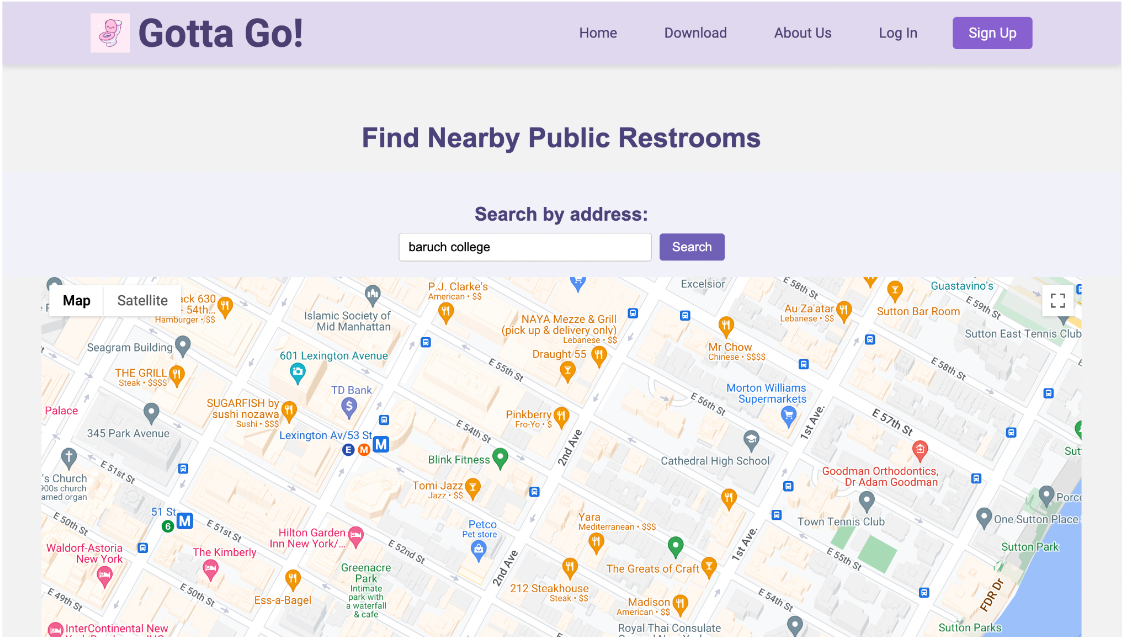 Gotta Go!
Home
Download
About Us
Log In
Sign Up
Find Nearby Public Restrooms
Search by address:
baruch college
Search
Map
Satellite
ack 630
- 54th...
Hamburger • $$
P.J. Clarke's
American • $$
Excelsior
E 58th St
Guastavino's
E 59th St
Islamic Society of
Mid Manhattan
NAYA Mezze & Grill
(pick up & delivery only)
Lebanese • $$
Au Za'atar
Lebanese • $$
Sutton Bar Room
Sutton East Tennis Club
Seagram Building
601 Lexington Avenue
Draught 55
Mr Chow
Chinese • $$$$
E 55th St
E 58th St
THE GRILL
Steak • $$$$
TD Bank
Morton Williams
Supermarkets
Palace
SUGARFISH by
sushi nozawa
Sushi • $$$
Pinkberry
Fro-Yo • $
E 56th St
1st Ave.
E 57th St
345 Park Avenue
Lexington Av/53 St
M
E M
E 54th St
2nd Ave
Sut
's Church
900s church
amed organ
E 51st St
Blink Fitness
Cathedral High School
Goodman Orthodontics,
Dr Adam Goodman
Tomi Jazz
Jazz • $$
51 St
6
M
E 50th St
E 51st St
Petco
Pet store
Yara
Mediterranean • $$$
Town Tennis Club
Porce
One Sutton Place
Hilton Garden
Inn New York/...
E 52nd St
1st Ave.
Sutton Park
Waldorf-Astoria
New York
The Kimberly
Greenacre
Park
Intimate
park with
a waterfall
& cafe
2nd Ave
The Greats of Craft
E 55th St
E 49th St
E 50th St
Ess-a-Bagel
212 Steakhouse
Steak • $$
Madison
American • $$
E 54th St
FDR Dr
InterContinental New
Royal Thai Consulate
Sutton Parks